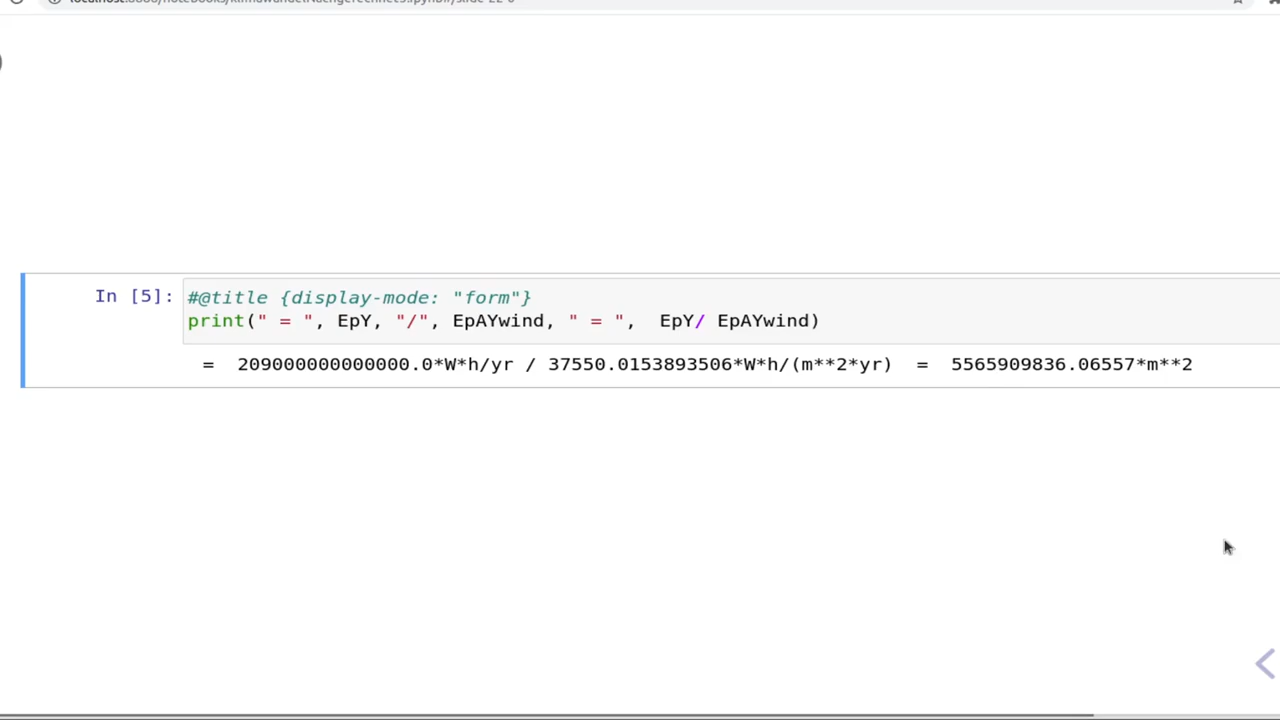 In [5]:
#@title {display-mode: "form"}
print(" = ", EpY, "/", EpAYwind, " = ",  EpY/ EpAYwind)
=  209000000000000.0*W*h/yr / 37550.0153893506*W*h/(m**2*yr)  =  5565909836.06557*m**2